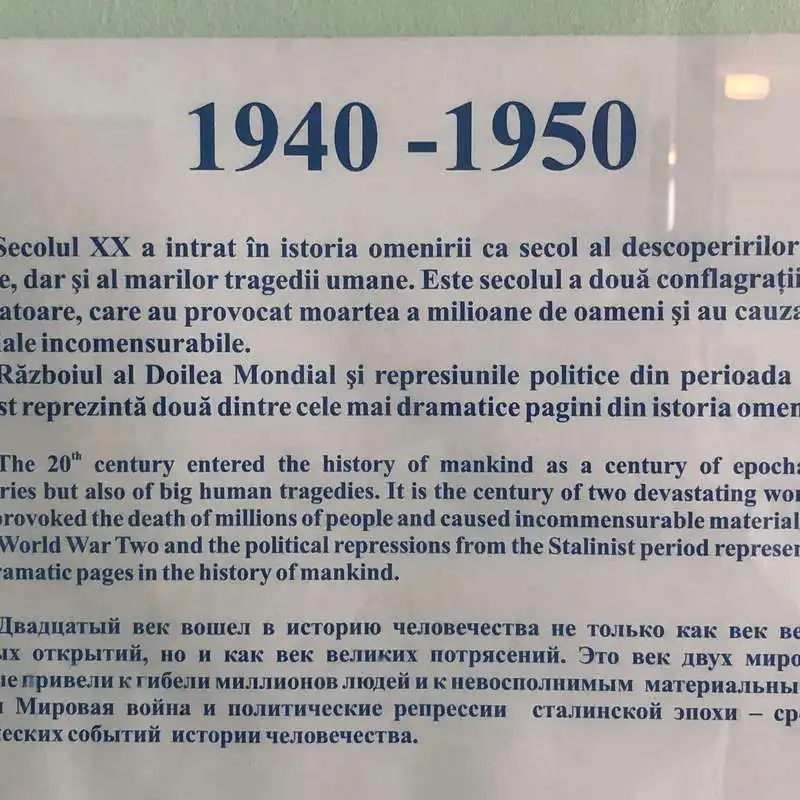 1940 -1950
Secolul XX a intrat în istoria omenirii ca secol al descoperirilor
e, dar şi al marilor tragedii umane. Este secolul a două conflagraţii
atoare, care au provocat moartea a milioane de oameni şi au cauza
iale incomensurabile.
Războiul al Doilea Mondial şi represiunile politice din perioada
st reprezintă două dintre cele mai dramatice pagini din istoria omen
The 20th century entered the history of mankind as a century of epocha
ries but also of big human tragedies. It is the century of two devastating wor
provoked the death of millions of people and caused incommensurable material
World War Two and the political repressions from the Stalinist period represen
ramatic pages in the history of mankind.
Двадцатый век вошел в историю человечества не только как век ве
ых открытий, но и как век великих потрясений. Это век двух миро
ые привели к гибели миллионов людей и к невосполнимым материальны
я Мировая война и политические репрессии сталинской эпохи – ср
еских событий истории человечества.